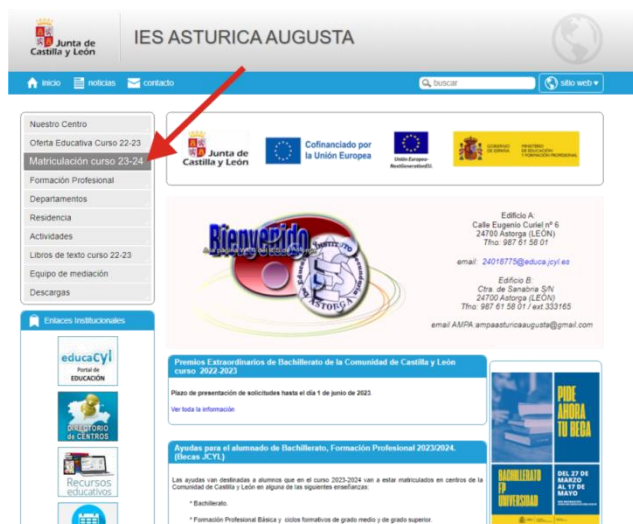 Junta de
Castilla y León
IES ASTURICA AUGUSTA
inicio noticias contacto
buscar
sitio web
Nuestro Centro
Oferta Educativa Curso 22-23
Matriculación curso 23-24
Formación Profesional
Departamentos
Residencia
Actividades
Libros de texto curso 22-23
Equipo de mediación
Descargas
Junta de
Castilla y León
Cofinanciado por
la Unión Europea
Unión Europea
NextGenerationEU
GOBIERNO
DE ESPAÑA
MINISTERIO
DE EDUCACIÓN
Y FORMACIÓN PROFESIONAL
Bienvenido
ASTORGA
Edificio A:
Calle Eugenio Curiel nº 6
24700 Astorga (LEÓN)
Tfno: 987 61 58 01
email: 24018775@educa.jcyl.es
Edificio B:
Ctra. de Sanabria S/N
24700 Astorga (LEÓN)
Tfno: 987 61 58 01 / ext.333165
email AMPA:ampaasturicaaugusta@gmail.com
Enlaces Institucionales
educacyl
Portal de
EDUCACIÓN
DIRECTORIO
de CENTROS
Recursos
educativos
Premios Extraordinarios de Bachillerato de la Comunidad de Castilla y León
curso 2022-2023
Plazo de presentación de solicitudes hasta el día 1 de junio de 2023
Ver toda la información
Ayudas para el alumnado de Bachillerato, Formación Profesional 2023/2024.
(Becas JCYL)
Las ayudas van destinadas a alumnos que en el curso 2023-2024 van a estar matriculados en centros de la
Comunidad de Castilla y León en alguna de las siguientes enseñanzas:
* Bachillerato.
* Formación Profesional Básica y ciclos formativos de grado medio y de grado superior.
PIDE
AHORA
TU BECA
BACHILLERATO
FP
UNIVERSIDAD
DEL 27 DE
MARZO
AL 17 DE
MAYO